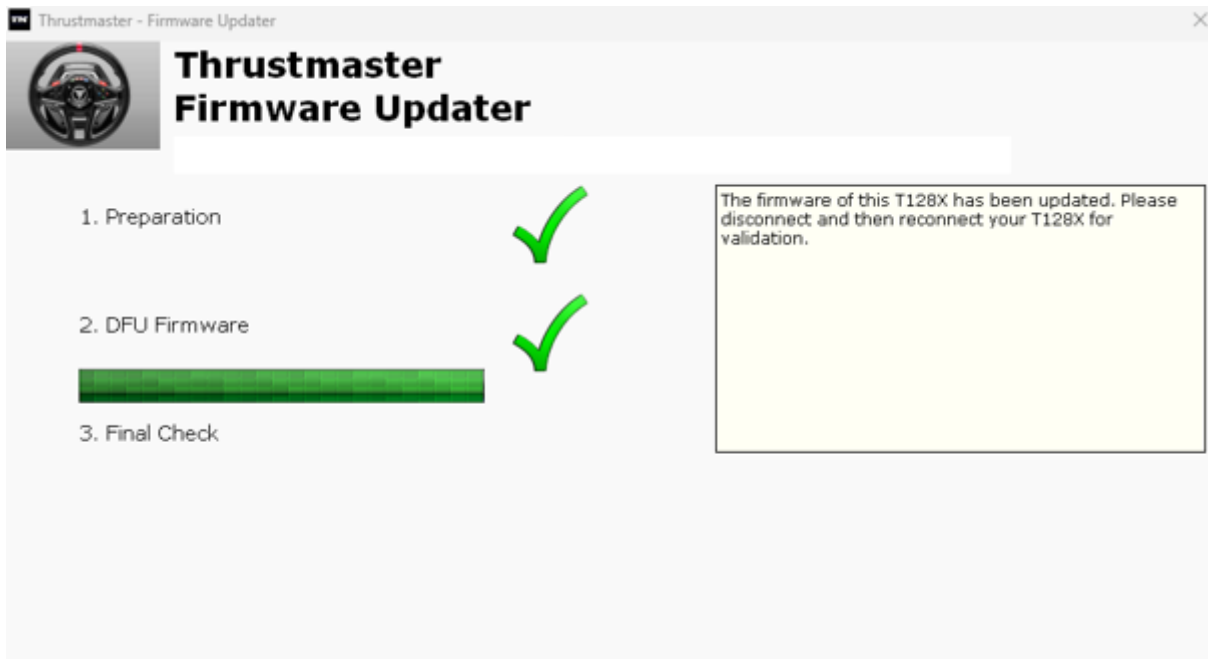 Thrustmaster - Firmware Updater
Thrustmaster
Firmware Updater
1. Preparation
2. DFU Firmware
3. Final Check
The firmware of this T128X has been updated. Please
disconnect and then reconnect your T128X for
validation.